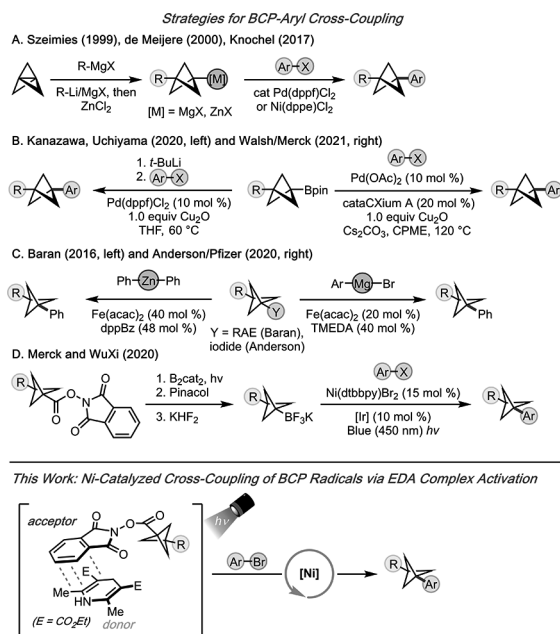 Strategies for BCP-Aryl Cross-Coupling
A. Szeimies (1999), de Meijere (2000), Knochel (2017)
R-MgX
R-Li/MgX, then
ZnCl2
R
[M]
[M] = MgX, ZnX
Ar X
cat Pd(dppf)Cl2
or Ni(dppe)Cl2
R
Ar
B. Kanazawa, Uchiyama (2020, left) and Walsh/Merck (2021, right)
R
Ar
1. t-BuLi
2. Ar X
Pd(dppf)Cl2 (10 mol %)
1.0 equiv Cu2O
THF, 60 °C
R
Bpin
Ar X
Pd(OAc)2 (10 mol %)
cataCXium A (20 mol %)
1.0 equiv Cu2O
Cs2CO3, CPME, 120 °C
R
Ar
C. Baran (2016, left) and Anderson/Pfizer (2020, right)
R
Ph
Ph Zn Ph
Fe(acac)2 (40 mol %)
dppBz (48 mol %)
R
Y
Y = RAE (Baran),
iodide (Anderson)
Ar Mg Br
Fe(acac)2 (20 mol %)
TMEDA (40 mol %)
R
Ph
D. Merck and WuXi (2020)
R
O
O
N
O
O
1. B2cat2, hv
2. Pinacol
3. KHF2
R
BF3K
Ar X
Ni(dtbbpy)Br2 (15 mol %)
[Ir] (10 mol %)
Blue (450 nm) hv
R
Ar
This Work: Ni-Catalyzed Cross-Coupling of BCP Radicals via EDA Complex Activation
acceptor
O
N
O
O
O
R
E
E
Me
HN
Me
(E = CO2Et)
donor
hv
Ar Br
[Ni]
R
Ar